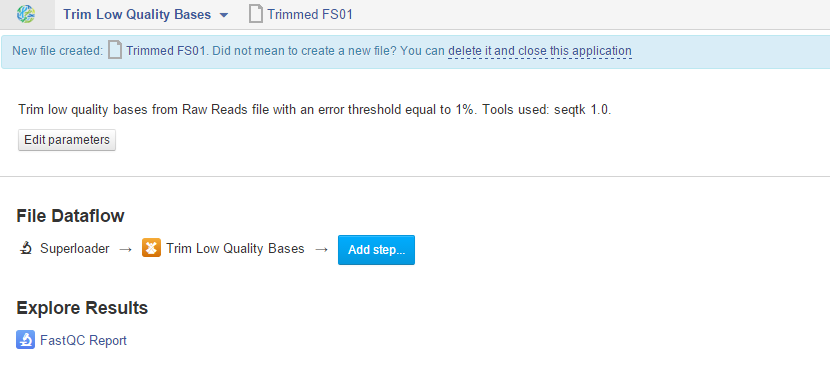 Trim Low Quality Bases Trimmed FS01
New file created: Trimmed FS01. Did not mean to create a new file? You can delete it and close this application
Trim low quality bases from Raw Reads file with an error threshold equal to 1%. Tools used: seqtk 1.0.
Edit parameters
File Dataflow
Superloader → Trim Low Quality Bases → Add step...
Explore Results
FastQC Report